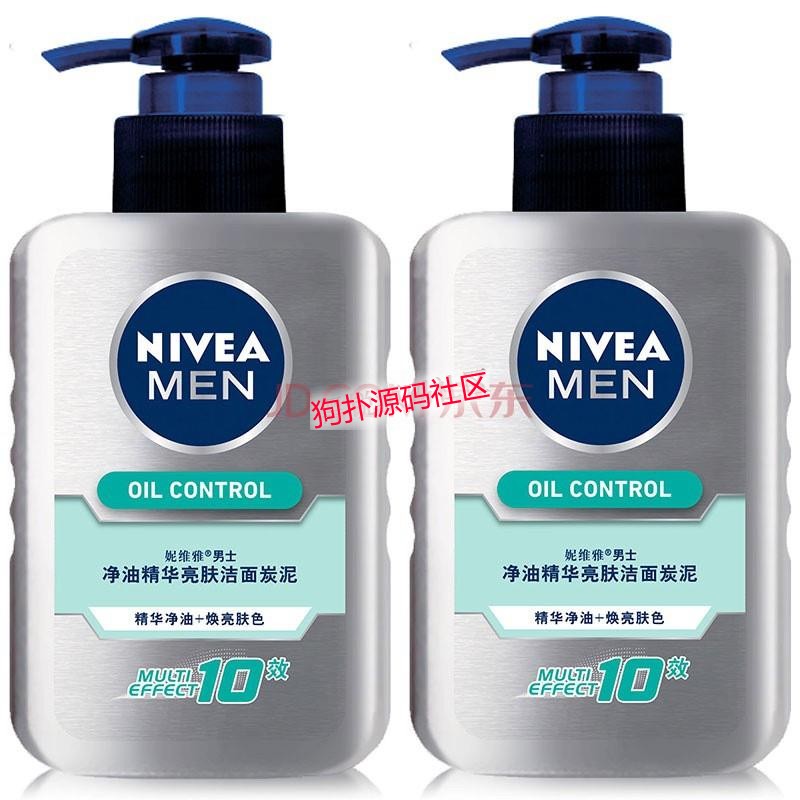 NIVEA
MEN
OIL CONTROL
妮维雅®男士
净油精华亮肤洁面炭泥
精华净油+焕亮肤色
MULTI
EFFECT 10效
NIVEA
MEN
OIL CONTROL
妮维雅®男士
净油精华亮肤洁面炭泥
精华净油+焕亮肤色
MULTI
EFFECT 10效
狗扑源码社区
JD.COM 京东